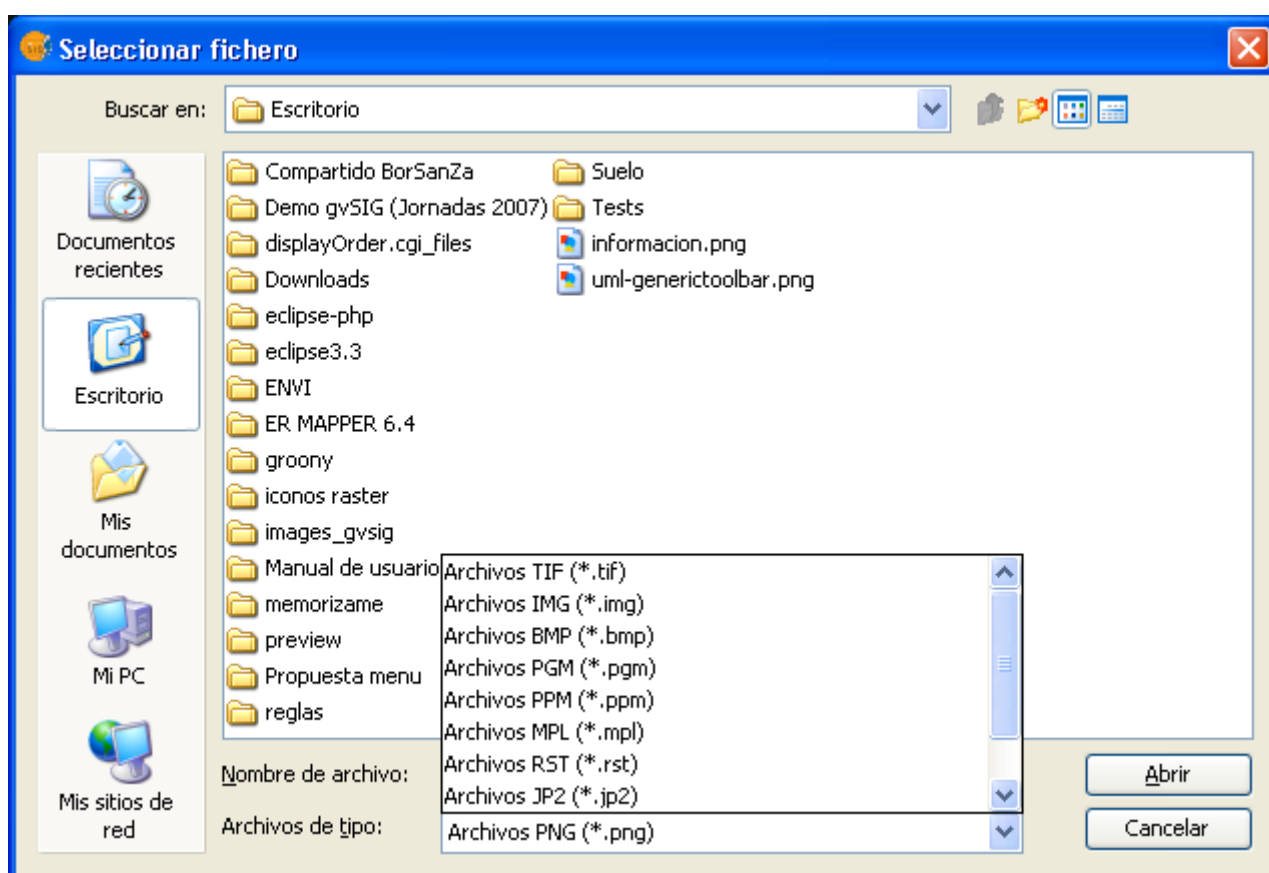 Seleccionar fichero
Buscar en:
Escritorio
Documentos
recientes
Escritorio
Mis
documentos
Mi PC
Mis sitios de
red
Compartido BorSanZa
Demo gvSIG (Jornadas 2007)
displayOrder.cgi_files
Downloads
eclipse-php
eclipse3.3
ENVI
ER MAPPER 6.4
groony
iconos raster
images_gvsig
Manual de usuario
memorizame
preview
Propuesta menu
reglas
Suelo
Tests
informacion.png
uml-generictoolbar.png
Archivos TIF (*.tif)
Archivos IMG (*.img)
Archivos BMP (*.bmp)
Archivos PGM (*.pgm)
Archivos PPM (*.ppm)
Archivos MPL (*.mpl)
Archivos RST (*.rst)
Archivos JP2 (*.jp2)
Nombre de archivo:
Abrir
Archivos de tipo:
Archivos PNG (*.png)
Cancelar